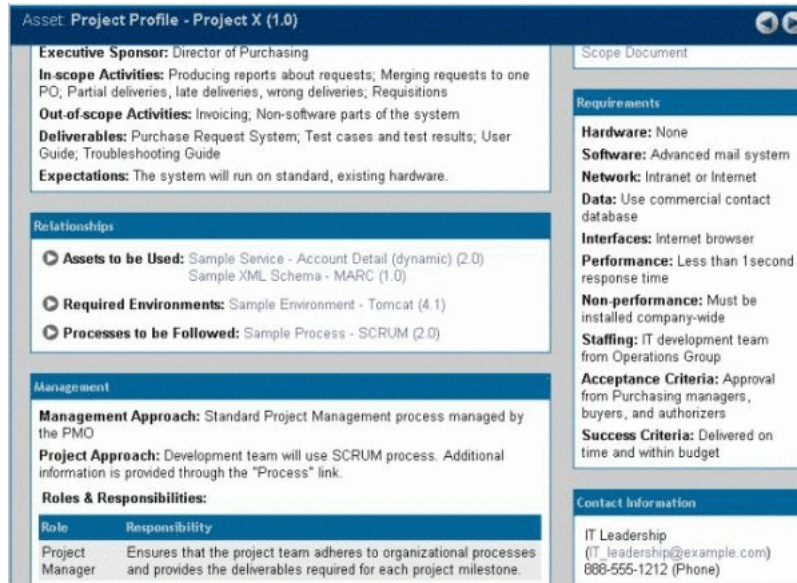 Asset: Project Profile - Project X (1.0)
Executive Sponsor: Director of Purchasing
In-scope Activities: Producing reports about requests; Merging requests to one
PO; Partial deliveries, late deliveries, wrong deliveries; Requisitions
Out-of-scope Activities: Invoicing; Non-software parts of the system
Deliverables: Purchase Request System; Test cases and test results; User
Guide; Troubleshooting Guide
Expectations: The system will run on standard, existing hardware.
Relationships
Assets to be Used: Sample Service - Account Detail (dynamic) (2.0)
Sample XML Schema - MARC (1.0)
Required Environments: Sample Environment - Tomcat (4.1)
Processes to be Followed: Sample Process - SCRUM (2.0)
Management
Management Approach: Standard Project Management process managed by
the PMO
Project Approach: Development team will use SCRUM process. Additional
information is provided through the "Process" link.
Roles & Responsibilities:
Role Responsibility
Project Ensures that the project team adheres to organizational processes
Manager and provides the deliverables required for each project milestone.
Scope Document
Requirements
Hardware: None
Software: Advanced mail system
Network: Intranet or Internet
Data: Use commercial contact
database
Interfaces: Internet browser
Performance: Less than 1second
response time
Non-performance: Must be
installed company-wide
Staffing: IT development team
from Operations Group
Acceptance Criteria: Approval
from Purchasing managers,
buyers, and authorizers
Success Criteria: Delivered on
time and within budget
Contact Information
IT Leadership
(IT_leadership@example.com)
888-555-1212 (Phone)